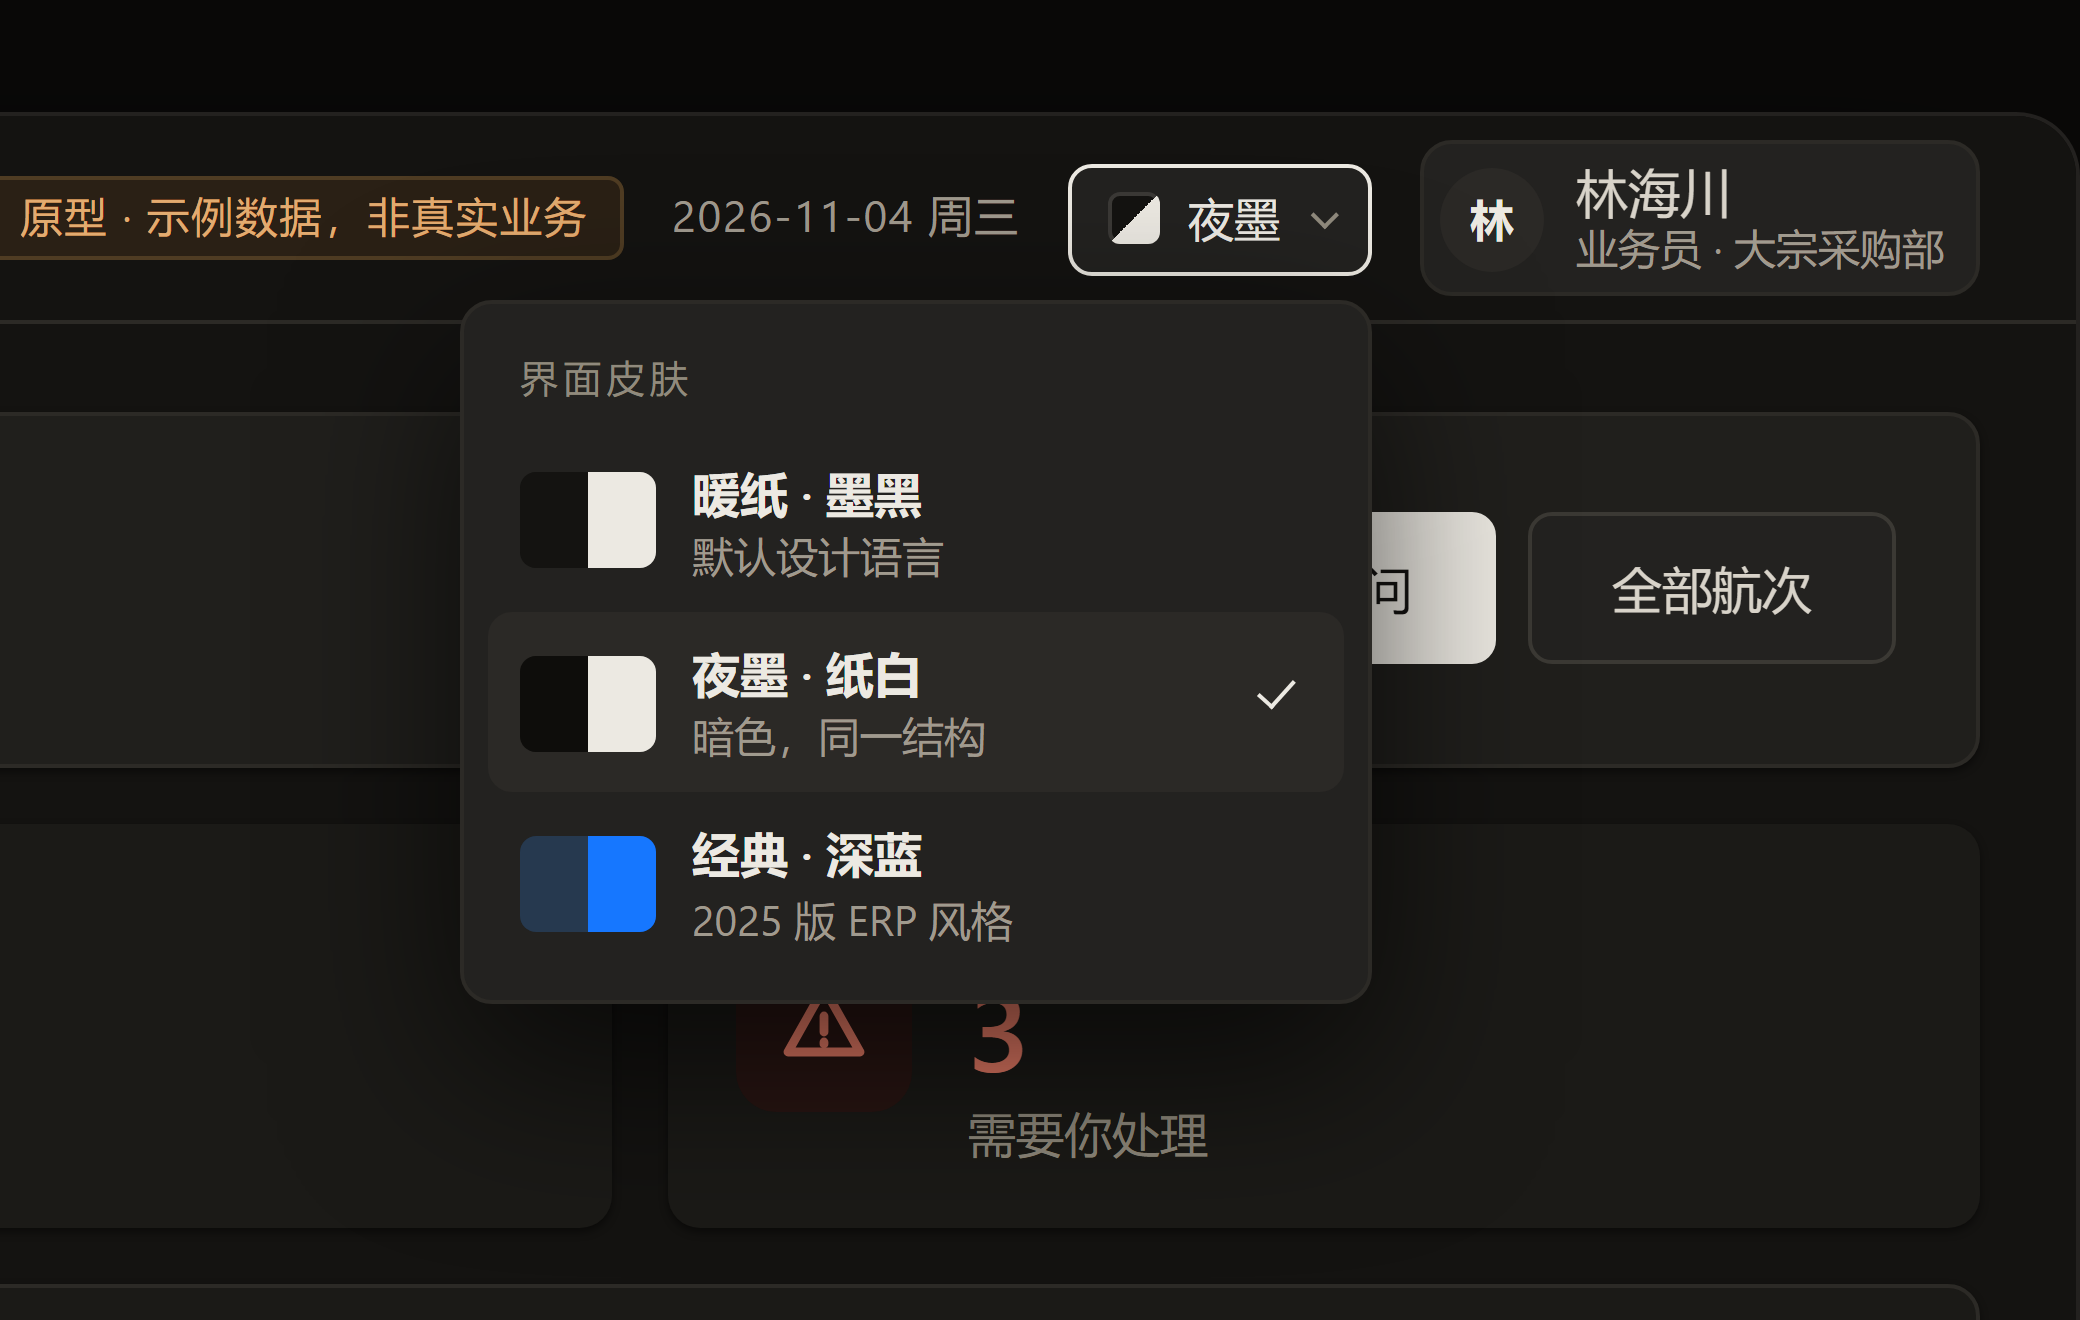 原型 · 示例数据，非真实业务
2026-11-04 周三
夜墨
林
林海川
业务员 · 大宗采购部
界面皮肤
暖纸 · 墨黑
默认设计语言
夜墨 · 纸白
暗色，同一结构
经典 · 深蓝
2025 版 ERP 风格
问
全部航次
3
需要你处理